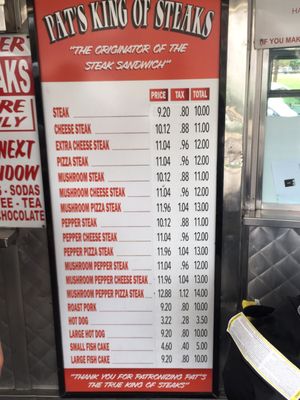 PAT'S KING OF STEAKS
"THE ORIGINATOR OF THE
STEAK SANDWICH"
PRICE TAX TOTAL
STEAK 9.20 .80 10.00
CHEESE STEAK 10.12 .88 11.00
EXTRA CHEESE STEAK 11.04 .96 12.00
PIZZA STEAK 11.04 .96 12.00
MUSHROOM STEAK 10.12 .88 11.00
MUSHROOM CHEESE STEAK 11.04 .96 12.00
MUSHROOM PIZZA STEAK 11.96 1.04 13.00
PEPPER STEAK 10.12 .88 11.00
PEPPER CHEESE STEAK 11.04 .96 12.00
PEPPER PIZZA STEAK 11.96 1.04 13.00
MUSHROOM PEPPER STEAK 11.04 .96 12.00
MUSHROOM PEPPER CHEESE STEAK 11.96 1.04 13.00
MUSHROOM PEPPER PIZZA STEAK 12.88 1.12 14.00
ROAST PORK 9.20 .80 10.00
HOT DOG 3.22 .28 3.50
LARGE HOT DOG 9.20 .80 10.00
SMALL FISH CAKE 4.60 .40 5.00
LARGE FISH CAKE 9.20 .80 10.00
"THANK YOU FOR PATRONIZING PAT'S
THE TRUE KING OF STEAKS"
NEXT
SODAS
TEA
CHOCOLATE
IF YOU MAKE